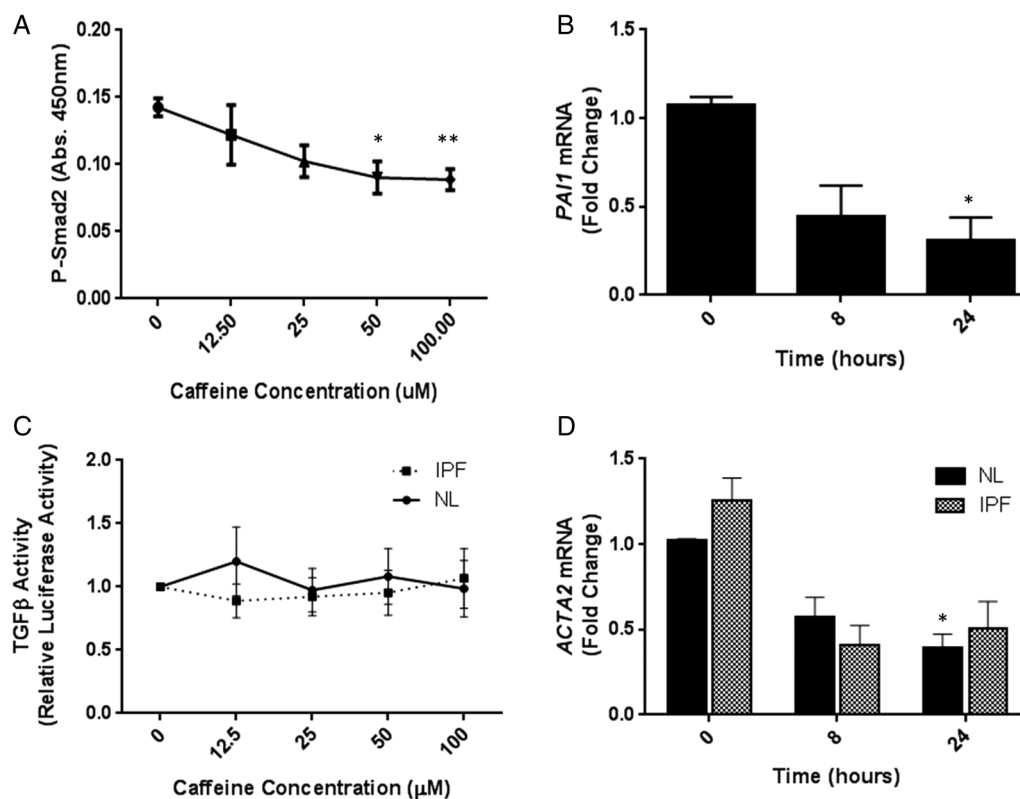 A
P-Smad2 (Abs. 450nm)
0.20
0.15
0.10
0.05
0.00
* **
0 12.50 25 50 100.00
Caffeine Concentration (uM)
B
PAI1 mRNA
(Fold Change)
1.5
1.0
0.5
0.0
*
0 8 24
Time (hours)
C
TGFβ Activity
(Relative Luciferase Activity)
2.0
1.5
1.0
0.5
0.0
IPF
NL
0 12.5 25 50 100
Caffeine Concentration (μM)
D
ACTA2 mRNA
(Fold Change)
1.5
1.0
0.5
0.0
NL
IPF
*
0 8 24
Time (hours)